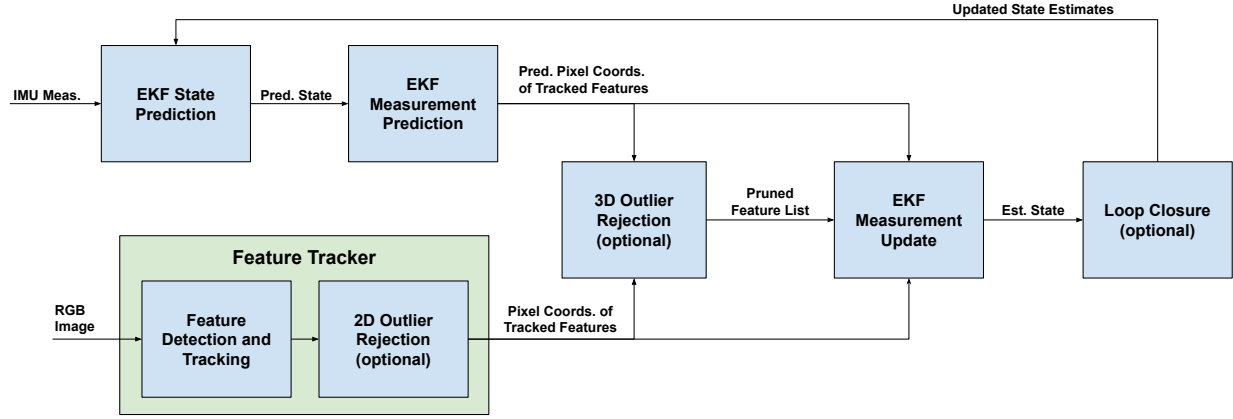 Updated State Estimates
IMU Meas.
EKF State
Prediction
Pred. State
EKF
Measurement
Prediction
Pred. Pixel Coords.
of Tracked Features
3D Outlier
Rejection
(optional)
Pruned
Feature List
EKF
Measurement
Update
Est. State
Loop Closure
(optional)
Feature Tracker
RGB
Image
Feature
Detection and
Tracking
2D Outlier
Rejection
(optional)
Pixel Coords. of
Tracked Features